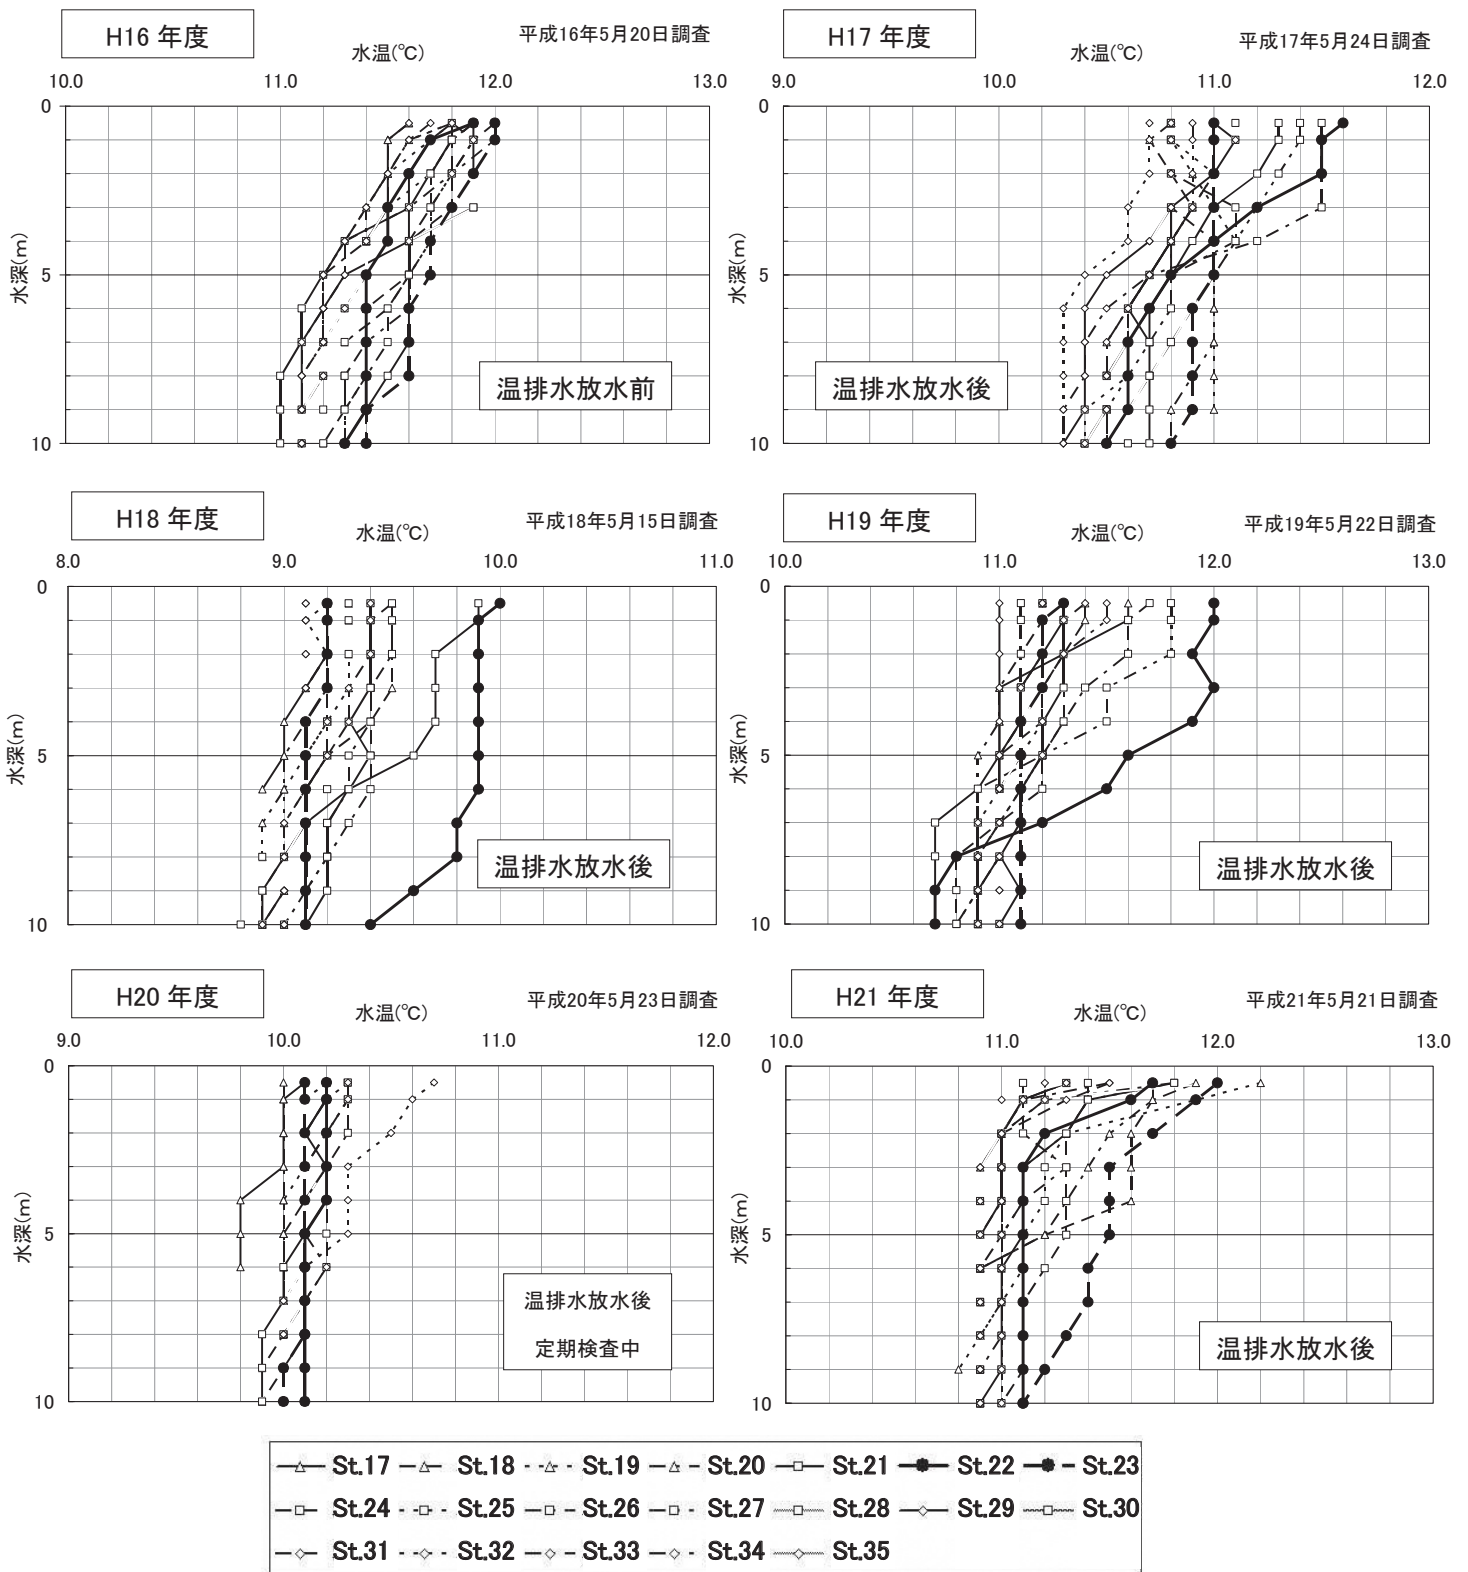 H16 年度
水温(℃)
平成16年5月20日調査
10.0 11.0 12.0 13.0
0
5
10
水深(m)
温排水放水前
H17 年度
水温(℃)
平成17年5月24日調査
9.0 10.0 11.0 12.0
0
5
10
水深(m)
温排水放水後
H18 年度
水温(℃)
平成18年5月15日調査
8.0 9.0 10.0 11.0
0
5
10
水深(m)
温排水放水後
H19 年度
水温(℃)
平成19年5月22日調査
10.0 11.0 12.0 13.0
0
5
10
水深(m)
温排水放水後
H20 年度
水温(℃)
平成20年5月23日調査
9.0 10.0 11.0 12.0
0
5
10
水深(m)
温排水放水後
定期検査中
H21 年度
水温(℃)
平成21年5月21日調査
10.0 11.0 12.0 13.0
0
5
10
水深(m)
温排水放水後
St.17 St.18 St.19 St.20 St.21 St.22 St.23
St.24 St.25 St.26 St.27 St.28 St.29 St.30
St.31 St.32 St.33 St.34 St.35